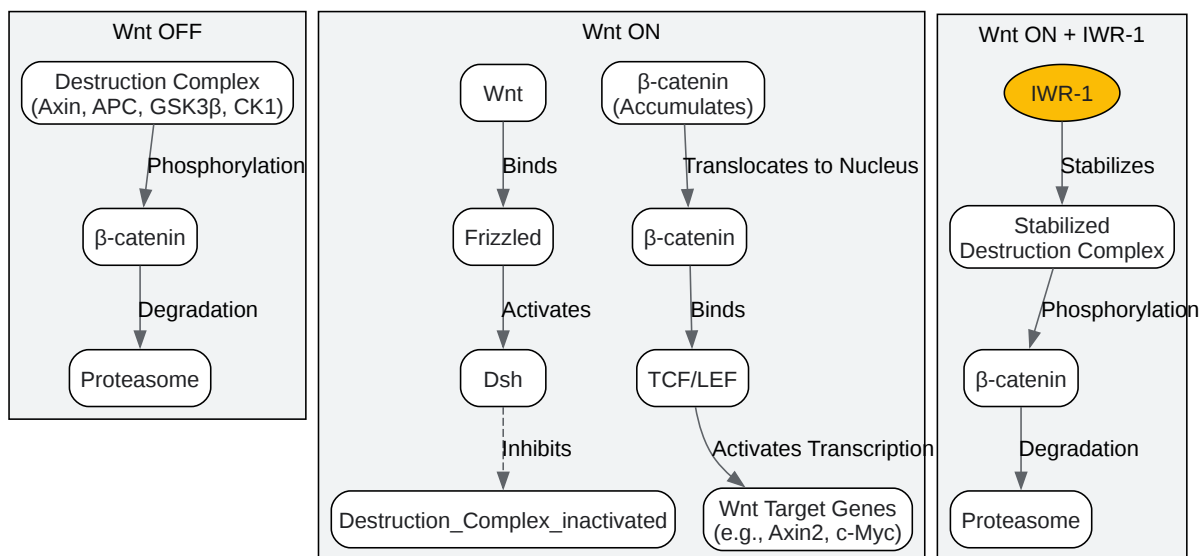 Wnt OFF
Destruction Complex
(Axin, APC, GSK3β, CK1)
Phosphorylation
β-catenin
Degradation
Proteasome
Wnt ON
Wnt
Binds
Frizzled
Activates
Dsh
Inhibits
Destruction_Complex_inactivated
β-catenin
(Accumulates)
Translocates to Nucleus
β-catenin
Binds
TCF/LEF
Activates Transcription
Wnt Target Genes
(e.g., Axin2, c-Myc)
Wnt ON + IWR-1
IWR-1
Stabilizes
Stabilized
Destruction Complex
Phosphorylation
β-catenin
Degradation
Proteasome